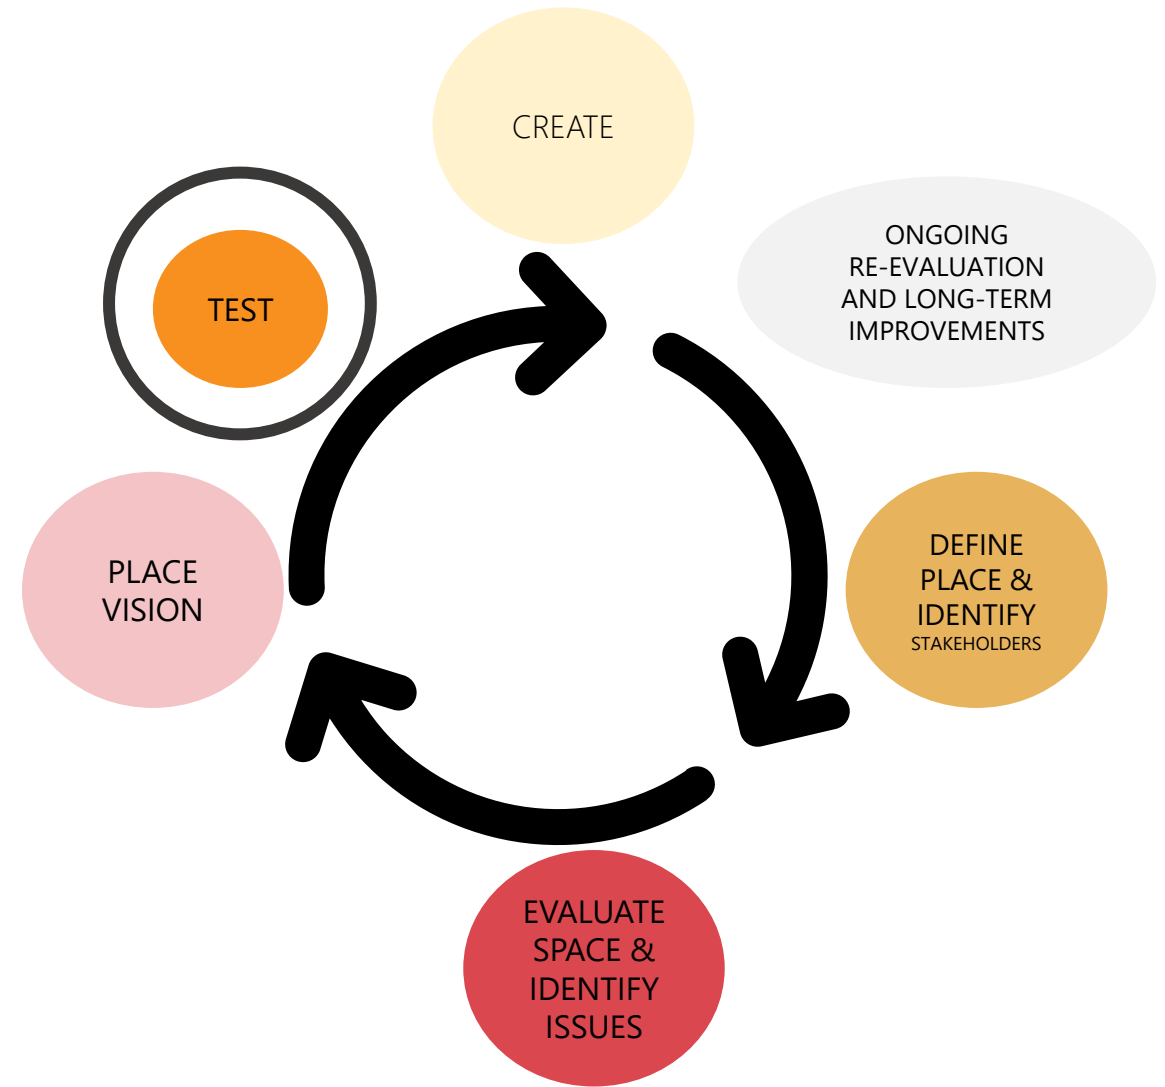 CREATE
ONGOING
RE-EVALUATION
AND LONG-TERM
IMPROVEMENTS
TEST
DEFINE
PLACE &
IDENTIFY
STAKEHOLDERS
PLACE
VISION
EVALUATE
SPACE &
IDENTIFY
ISSUES